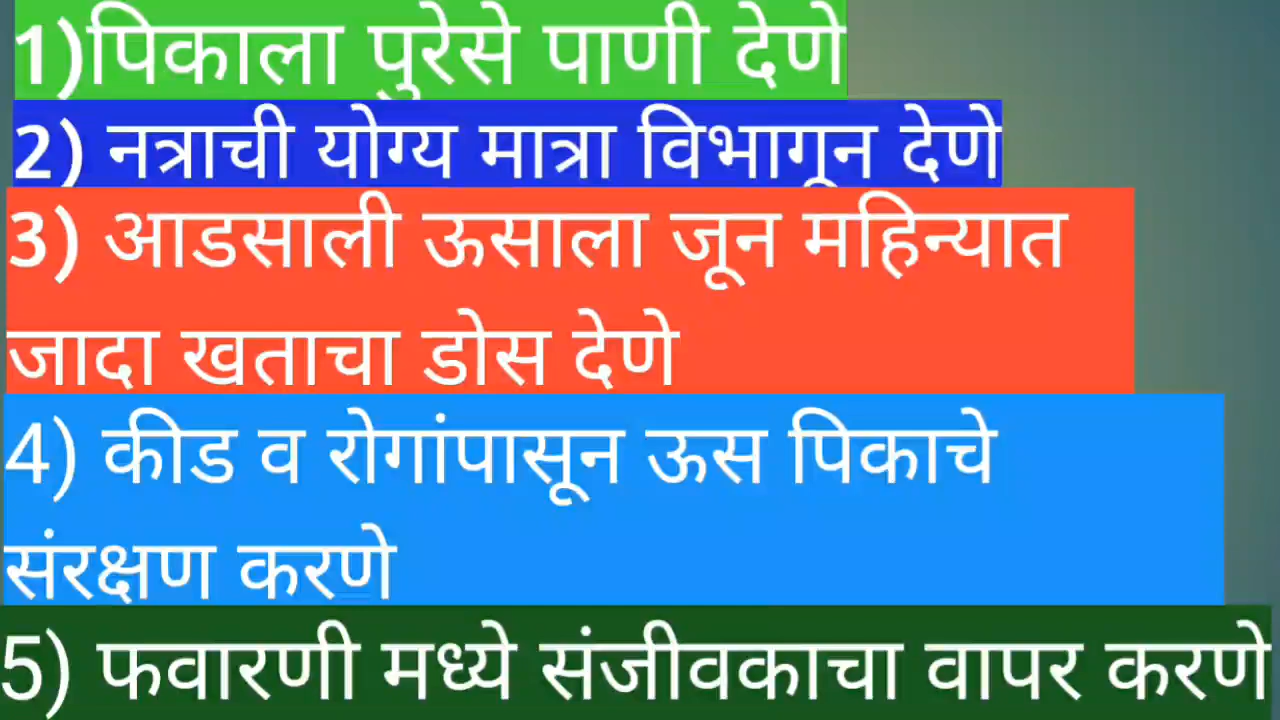 1)पिकाला पुरेसे पाणी देणे
2) नत्राची योग्य मात्रा विभागून देणे
3) आडसाली ऊसाला जून महिन्यात
जादा खताचा डोस देणे
4) कीड व रोगांपासून ऊस पिकाचे
संरक्षण करणे
5) फवारणी मध्ये संजीवकाचा वापर करणे